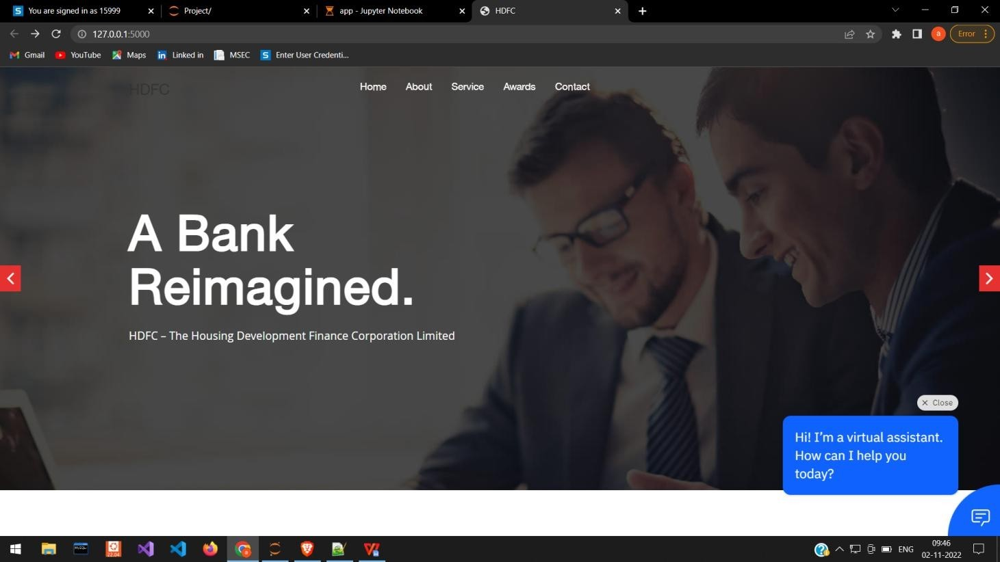 You are signed in as 15999
Project/
app - Jupyter Notebook
HDFC
127.0.0.1:5000
a
Error
Gmail
YouTube
Maps
Linked in
MSEC
Enter User Credenti...
HDFC
Home
About
Service
Awards
Contact
A Bank
Reimagined.
HDFC – The Housing Development Finance Corporation Limited
Close
Hi! I'm a virtual assistant.
How can I help you
today?
22.04
ENG
09:46
02-11-2022